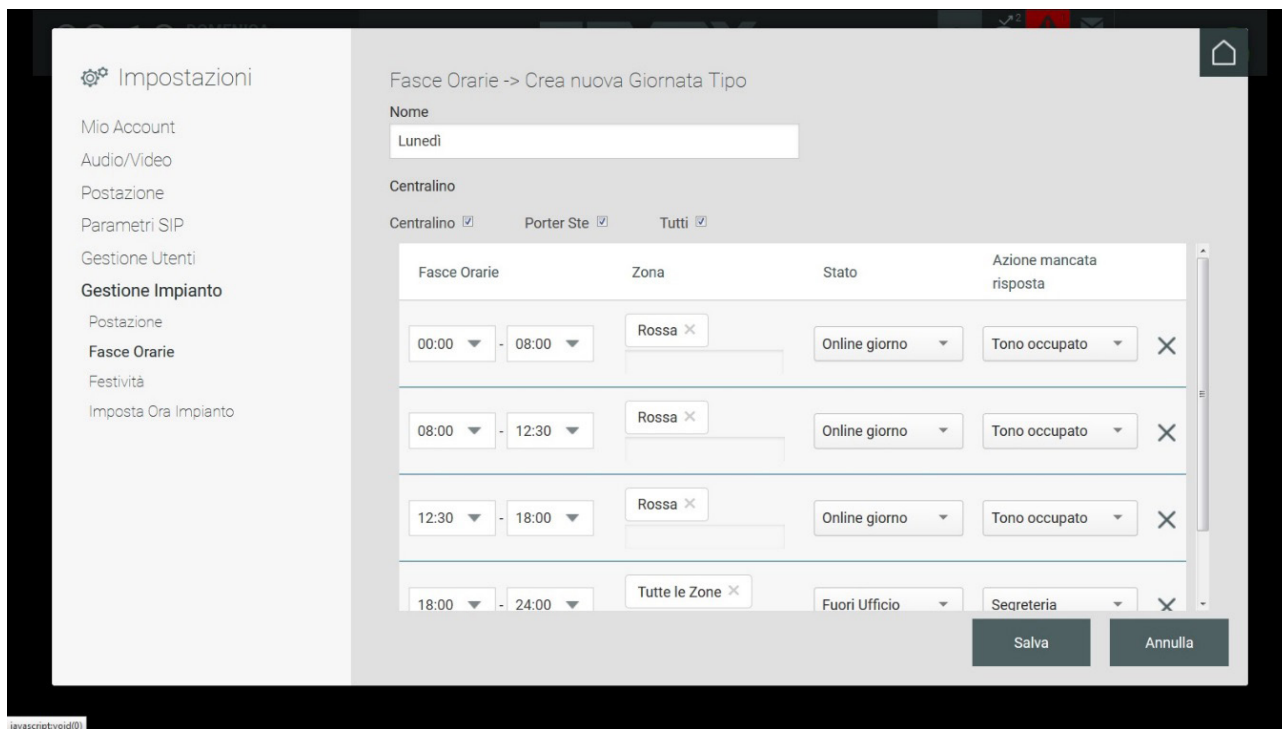 Impostazioni
Mio Account
Audio/Video
Postazione
Parametri SIP
Gestione Utenti
Gestione Impianto
Postazione
Fasce Orarie
Festività
Imposta Ora Impianto
Fasce Orarie -> Crea nuova Giornata Tipo
Nome
Lunedì
Centralino
Centralino Porter Ste Tutti
Fasce Orarie Zona Stato Azione mancata
risposta
00:00 - 08:00 Rossa Online giorno Tono occupato
08:00 - 12:30 Rossa Online giorno Tono occupato
12:30 - 18:00 Rossa Online giorno Tono occupato
18:00 - 24:00 Tutte le Zone Fuori Ufficio Segreteria
Salva Annulla
javascript:void(0)